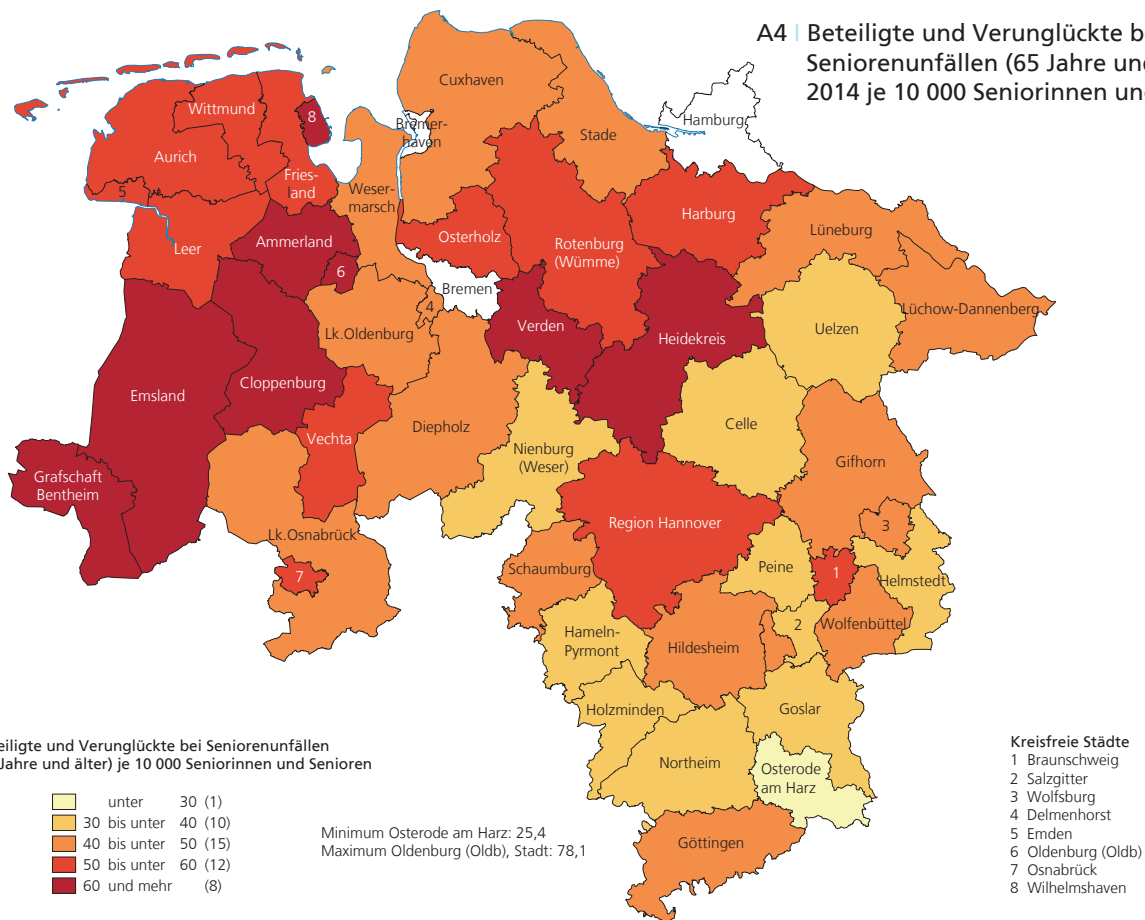 A4 | Beteiligte und Verunglückte be
Seniorenunfällen (65 Jahre und
2014 je 10 000 Seniorinnen un
Cuxhaven
Hamburg
Wittmund
8
Bremer-
haven
Stade
Aurich
5
Fries-
land
Weser-
marsch
Harburg
Osterholz
Lüneburg
Rotenburg
(Wümme)
Ammerland
Leer
6
Bremen
4
Lüchow-Dannenberg
Verden
Uelzen
Lk.Oldenburg
Heidekreis
Cloppenburg
Emsland
Celle
Diepholz
Vechta
Nienburg
(Weser)
Gifhorn
Grafschaft
Bentheim
Region Hannover
3
Lk.Osnabrück
Schaumburg
Peine
1
7
Helmstedt
2
Wolfenbüttel
Hameln-
Pyrmont
Hildesheim
Holzminden
Goslar
Northeim
Osterode
am Harz
Göttingen
eiligte und Verunglückte bei Seniorenunfällen
Jahre und älter) je 10 000 Seniorinnen und Senioren
unter 30 (1)
30 bis unter 40 (10)
40 bis unter 50 (15)
50 bis unter 60 (12)
60 und mehr (8)
Minimum Osterode am Harz: 25,4
Maximum Oldenburg (Oldb), Stadt: 78,1
Kreisfreie Städte
1 Braunschweig
2 Salzgitter
3 Wolfsburg
4 Delmenhorst
5 Emden
6 Oldenburg (Oldb)
7 Osnabrück
8 Wilhelmshaven